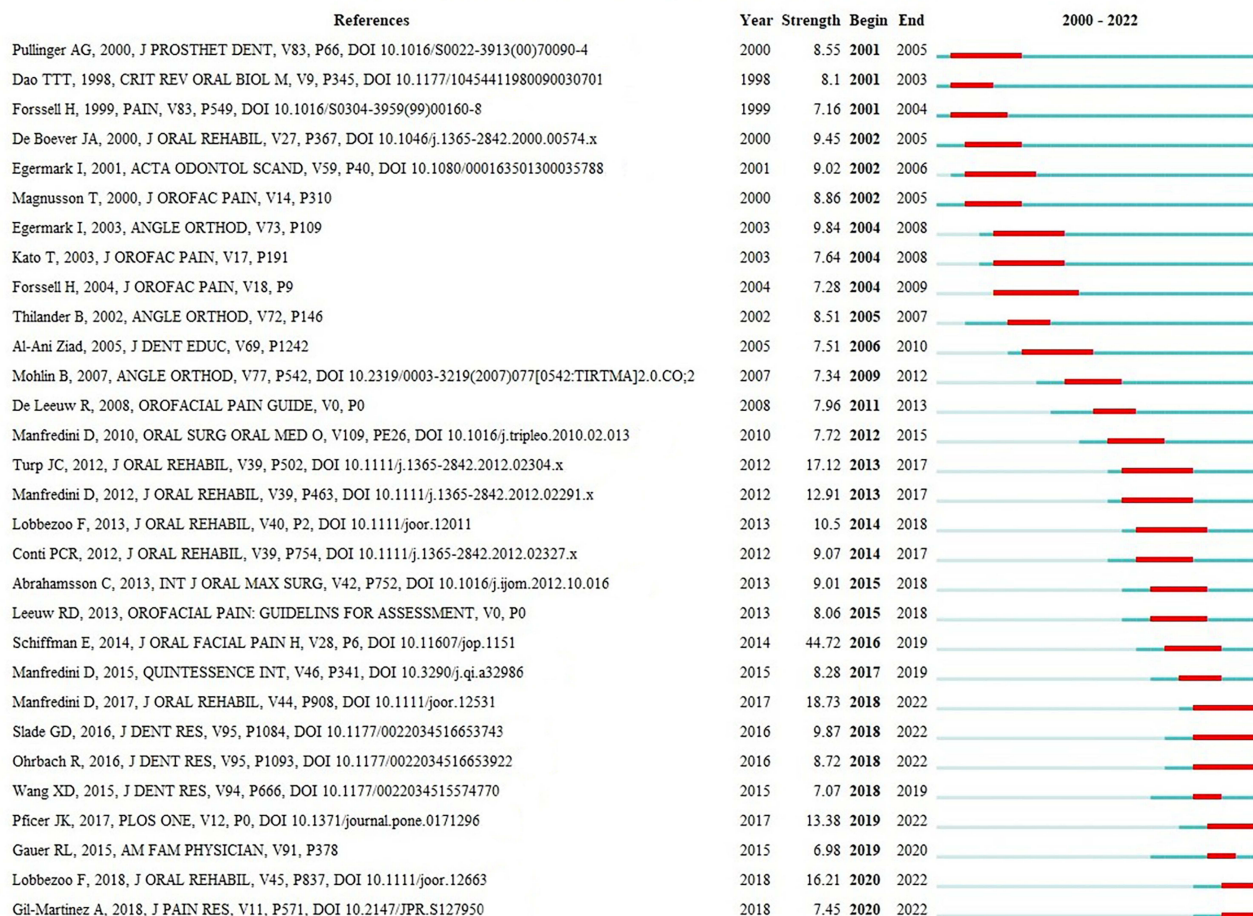 References Year Strength Begin End 2000 - 2022
Pullinger AG, 2000, J PROSTHET DENT, V83, P66, DOI 10.1016/S0022-3913(00)70090-4 2000 8.55 2001 2005
Dao TTT, 1998, CRIT REV ORAL BIOL M, V9, P345, DOI 10.1177/10454411980090030701 1998 8.1 2001 2003
Forssell H, 1999, PAIN, V83, P549, DOI 10.1016/S0304-3959(99)00160-8 1999 7.16 2001 2004
De Boever JA, 2000, J ORAL REHABIL, V27, P367, DOI 10.1046/j.1365-2842.2000.00574.x 2000 9.45 2002 2005
Egermark I, 2001, ACTA ODONTOL SCAND, V59, P40, DOI 10.1080/000163501300035788 2001 9.02 2002 2006
Magnusson T, 2000, J OROFAC PAIN, V14, P310 2000 8.86 2002 2005
Egermark I, 2003, ANGLE ORTHOD, V73, P109 2003 9.84 2004 2008
Kato T, 2003, J OROFAC PAIN, V17, P191 2003 7.64 2004 2008
Forssell H, 2004, J OROFAC PAIN, V18, P9 2004 7.28 2004 2009
Thilander B, 2002, ANGLE ORTHOD, V72, P146 2002 8.51 2005 2007
Al-Ani Ziad, 2005, J DENT EDUC, V69, P1242 2005 7.51 2006 2010
Mohlin B, 2007, ANGLE ORTHOD, V77, P542, DOI 10.2319/0003-3219(2007)077[0542:TIRTMA]2.0.CO;2 2007 7.34 2009 2012
De Leeuw R, 2008, OROFACIAL PAIN GUIDE, V0, P0 2008 7.96 2011 2013
Manfredini D, 2010, ORAL SURG ORAL MED O, V109, PE26, DOI 10.1016/j.tripleo.2010.02.013 2010 7.72 2012 2015
Turp JC, 2012, J ORAL REHABIL, V39, P502, DOI 10.1111/j.1365-2842.2012.02304.x 2012 17.12 2013 2017
Manfredini D, 2012, J ORAL REHABIL, V39, P463, DOI 10.1111/j.1365-2842.2012.02291.x 2012 12.91 2013 2017
Lobbezoo F, 2013, J ORAL REHABIL, V40, P2, DOI 10.1111/joor.12011 2013 10.5 2014 2018
Conti PCR, 2012, J ORAL REHABIL, V39, P754, DOI 10.1111/j.1365-2842.2012.02327.x 2012 9.07 2014 2017
Abrahamsson C, 2013, INT J ORAL MAX SURG, V42, P752, DOI 10.1016/j.ijom.2012.10.016 2013 9.01 2015 2018
Leeuw RD, 2013, OROFACIAL PAIN: GUIDELINS FOR ASSESSMENT, V0, P0 2013 8.06 2015 2018
Schiffman E, 2014, J ORAL FACIAL PAIN H, V28, P6, DOI 10.11607/jop.1151 2014 44.72 2016 2019
Manfredini D, 2015, QUINTESSENCE INT, V46, P341, DOI 10.3290/j.qi.a32986 2015 8.28 2017 2019
Manfredini D, 2017, J ORAL REHABIL, V44, P908, DOI 10.1111/joor.12531 2017 18.73 2018 2022
Slade GD, 2016, J DENT RES, V95, P1084, DOI 10.1177/0022034516653743 2016 9.87 2018 2022
Ohrbach R, 2016, J DENT RES, V95, P1093, DOI 10.1177/0022034516653922 2016 8.72 2018 2022
Wang XD, 2015, J DENT RES, V94, P666, DOI 10.1177/0022034515574770 2015 7.07 2018 2019
Pficer JK, 2017, PLOS ONE, V12, P0, DOI 10.1371/journal.pone.0171296 2017 13.38 2019 2022
Gauer RL, 2015, AM FAM PHYSICIAN, V91, P378 2015 6.98 2019 2020
Lobbezoo F, 2018, J ORAL REHABIL, V45, P837, DOI 10.1111/joor.12663 2018 16.21 2020 2022
Gil-Martinez A, 2018, J PAIN RES, V11, P571, DOI 10.2147/JPR.S127950 2018 7.45 2020 2022